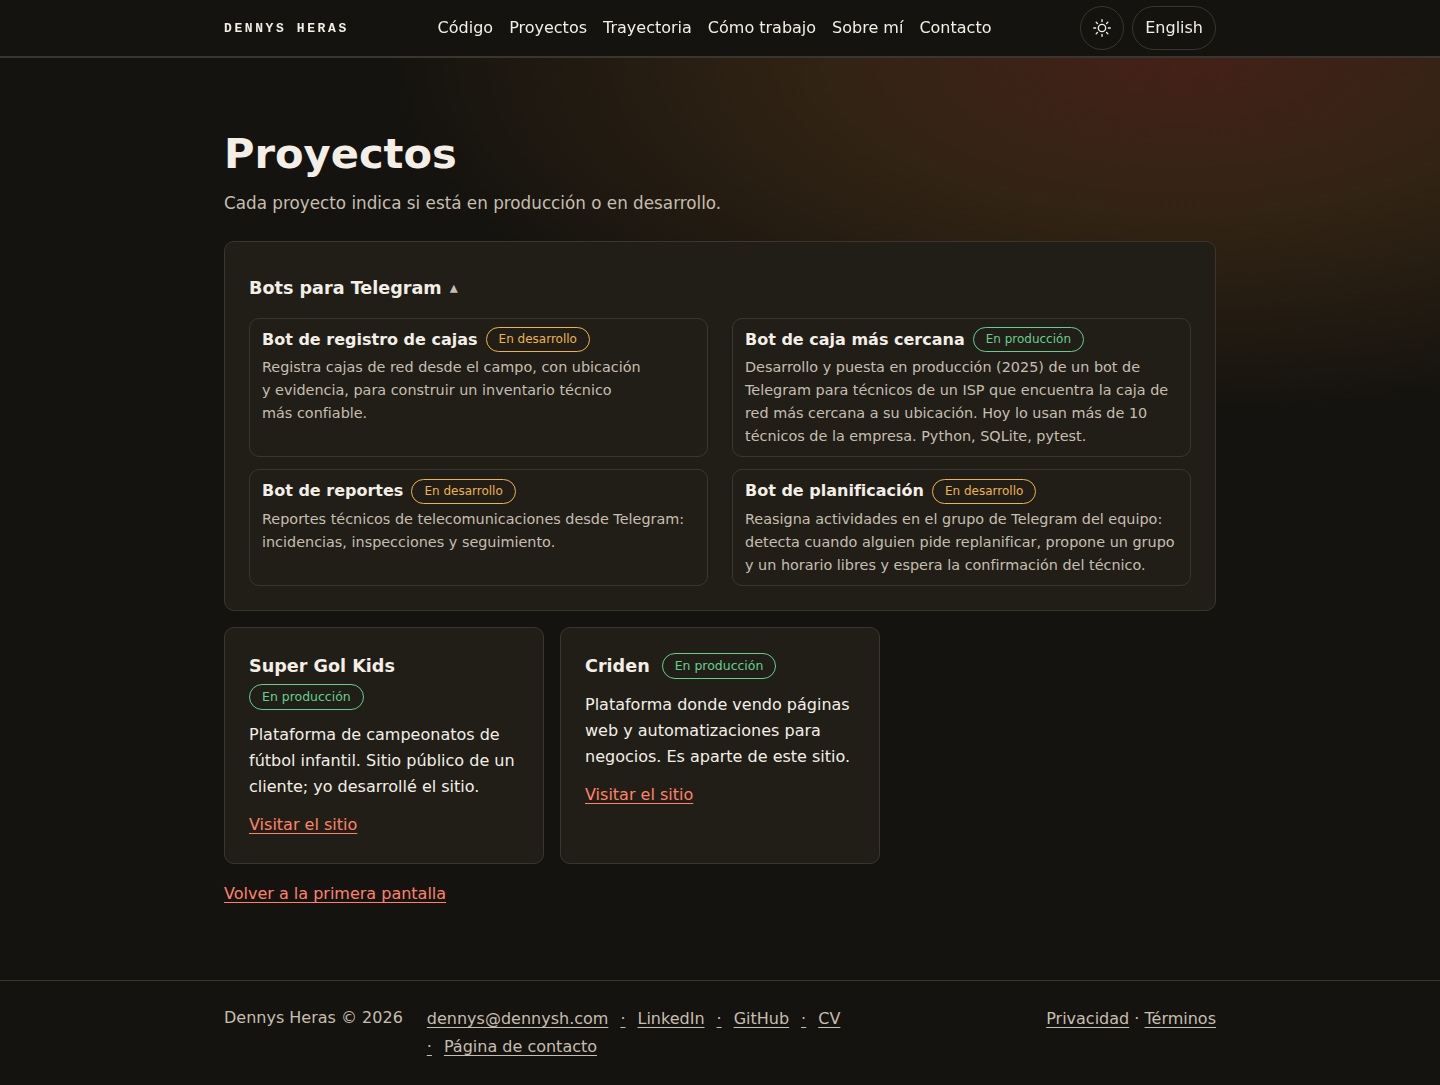 DENNYS HERAS
Código Proyectos Trayectoria Cómo trabajo Sobre mí Contacto
English
Proyectos
Cada proyecto indica si está en producción o en desarrollo.
Bots para Telegram ▲
Bot de registro de cajas En desarrollo
Registra cajas de red desde el campo, con ubicación
y evidencia, para construir un inventario técnico
más confiable.
Bot de caja más cercana En producción
Desarrollo y puesta en producción (2025) de un bot de
Telegram para técnicos de un ISP que encuentra la caja de
red más cercana a su ubicación. Hoy lo usan más de 10
técnicos de la empresa. Python, SQLite, pytest.
Bot de reportes En desarrollo
Reportes técnicos de telecomunicaciones desde Telegram:
incidencias, inspecciones y seguimiento.
Bot de planificación En desarrollo
Reasigna actividades en el grupo de Telegram del equipo:
detecta cuando alguien pide replanificar, propone un grupo
y un horario libres y espera la confirmación del técnico.
Super Gol Kids
En producción
Plataforma de campeonatos de
fútbol infantil. Sitio público de un
cliente; yo desarrollé el sitio.
Visitar el sitio
Criden En producción
Plataforma donde vendo páginas
web y automatizaciones para
negocios. Es aparte de este sitio.
Visitar el sitio
Volver a la primera pantalla
Dennys Heras © 2026
dennys@dennysh.com · LinkedIn · GitHub · CV
· Página de contacto
Privacidad · Términos